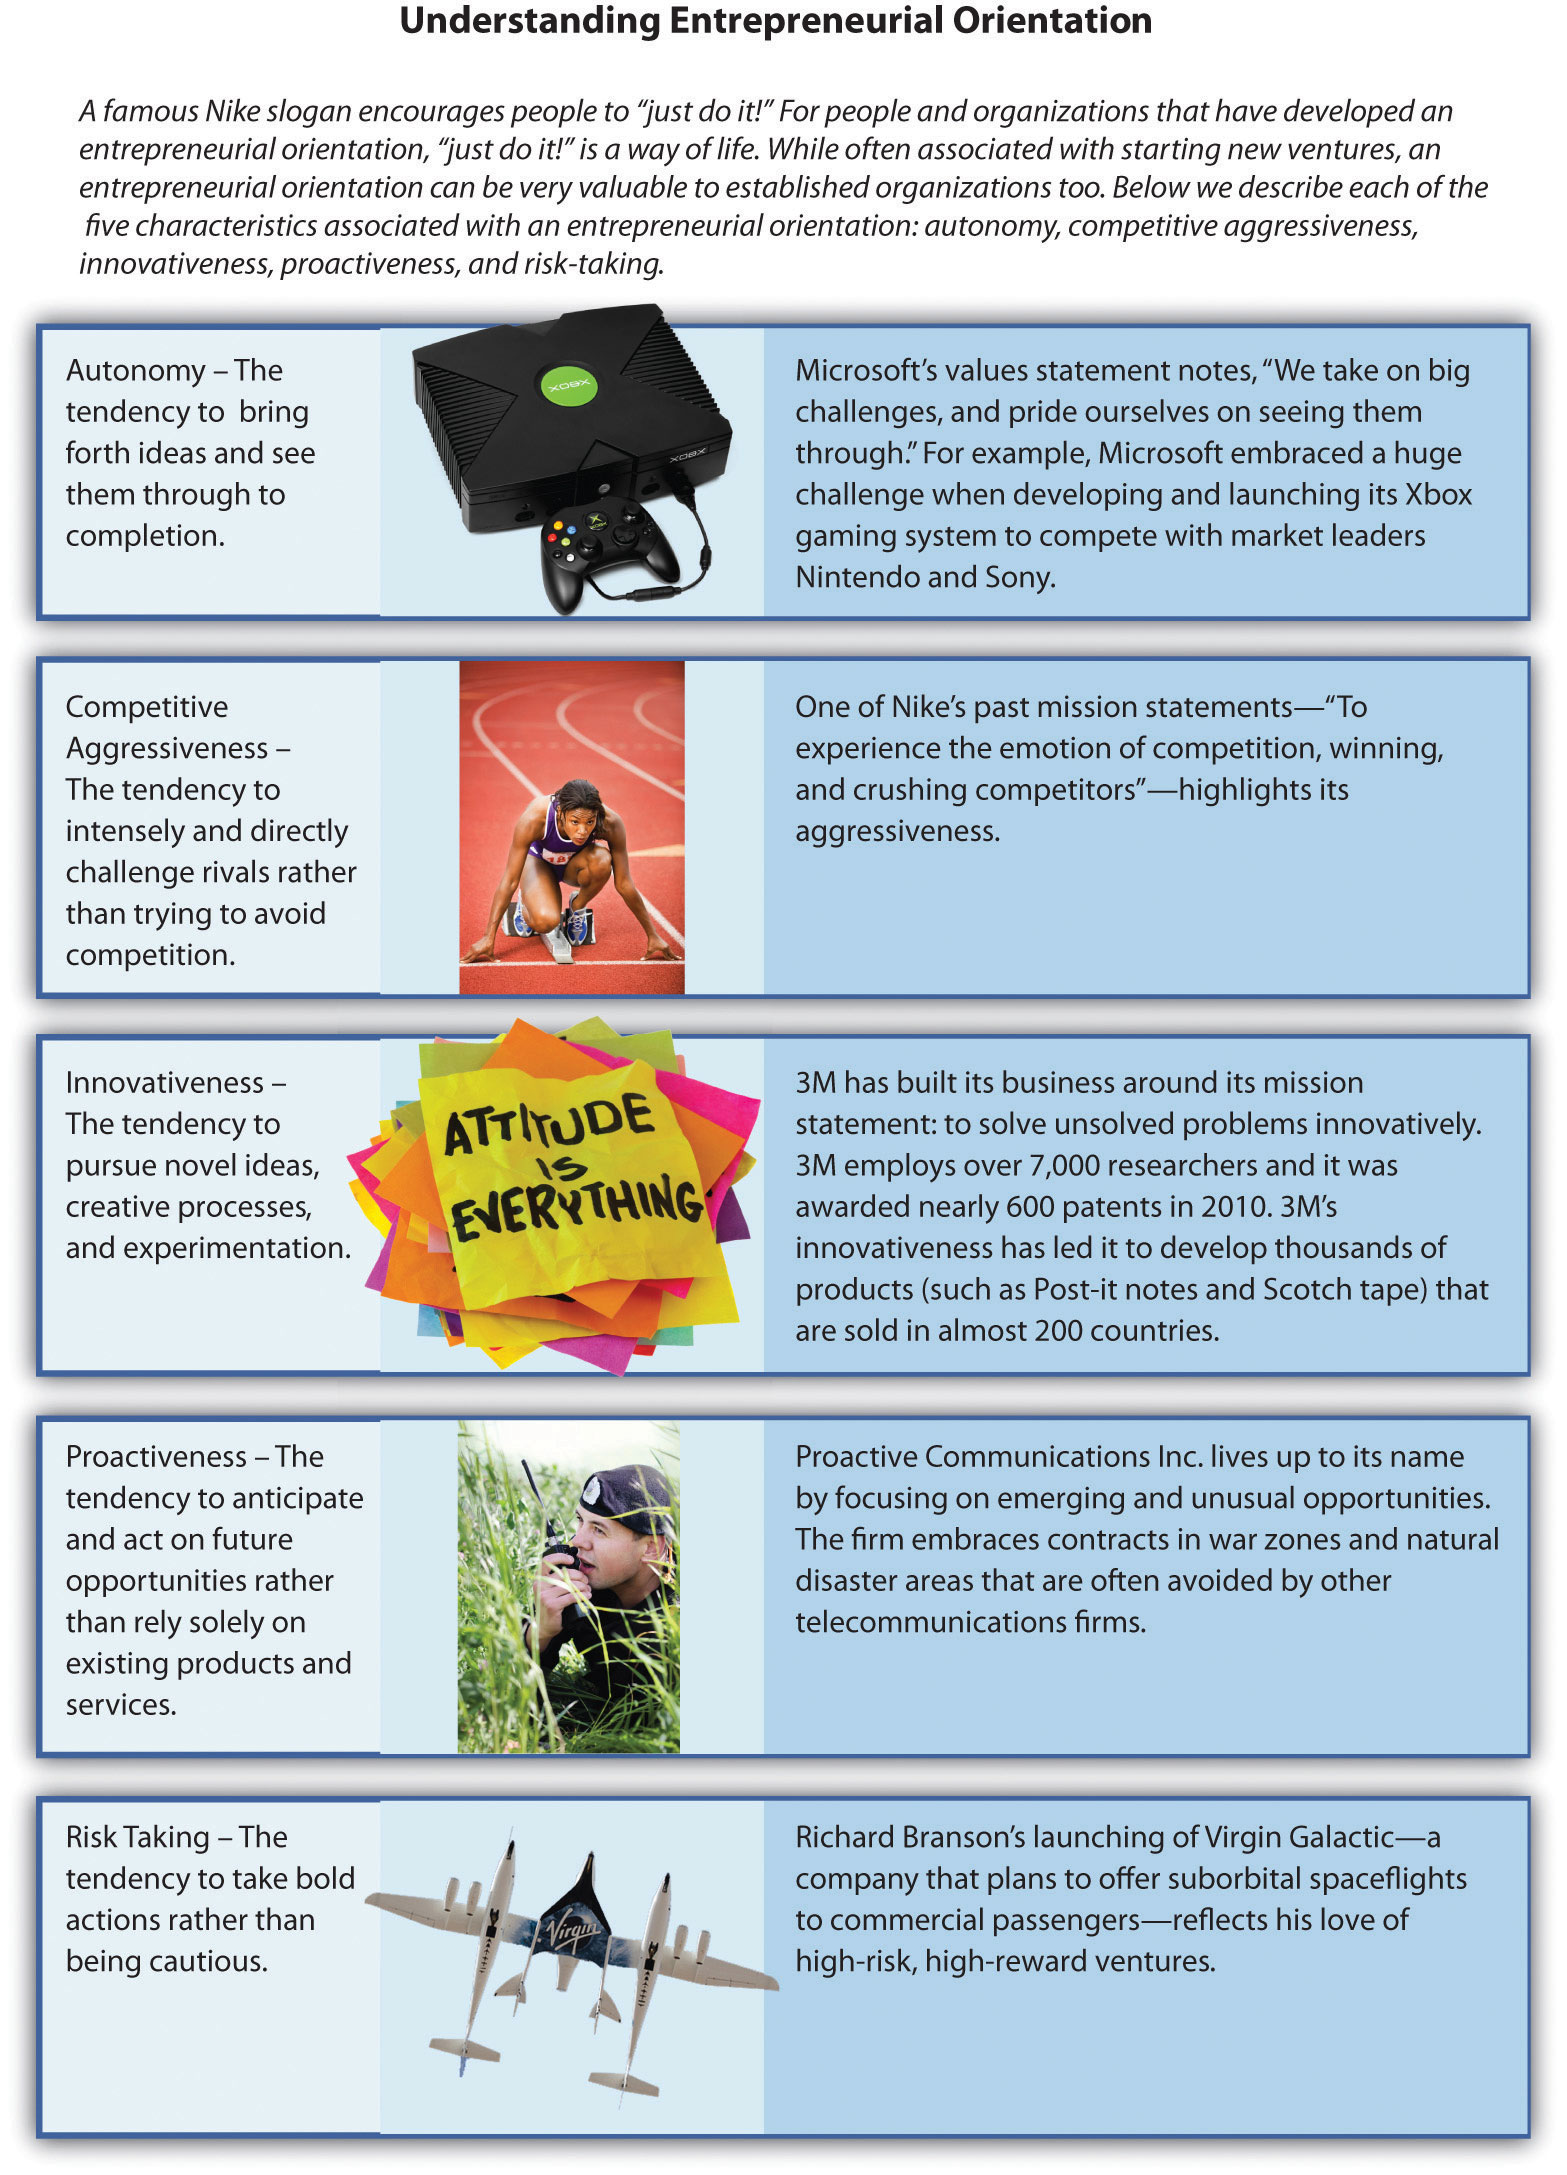 Understanding Entrepreneurial Orientation
A famous Nike slogan encourages people to “just do it!” For people and organizations that have developed an
entrepreneurial orientation, “just do it!” is a way of life. While often associated with starting new ventures, an
entrepreneurial orientation can be very valuable to established organizations too. Below we describe each of the
five characteristics associated with an entrepreneurial orientation: autonomy, competitive aggressiveness,
innovativeness, proactiveness, and risk-taking.
Autonomy – The
tendency to bring
forth ideas and see
them through to
completion.
XBOX
XBOX
Microsoft’s values statement notes, “We take on big
challenges, and pride ourselves on seeing them
through.” For example, Microsoft embraced a huge
challenge when developing and launching its Xbox
gaming system to compete with market leaders
Nintendo and Sony.
Competitive
Aggressiveness –
The tendency to
intensely and directly
challenge rivals rather
than trying to avoid
competition.
One of Nike’s past mission statements—“To
experience the emotion of competition, winning,
and crushing competitors”—highlights its
aggressiveness.
Innovativeness –
The tendency to
pursue novel ideas,
creative processes,
and experimentation.
ATTITUDE
IS
EVERYTHING
3M has built its business around its mission
statement: to solve unsolved problems innovatively.
3M employs over 7,000 researchers and it was
awarded nearly 600 patents in 2010. 3M’s
innovativeness has led it to develop thousands of
products (such as Post-it notes and Scotch tape) that
are sold in almost 200 countries.
Proactiveness – The
tendency to anticipate
and act on future
opportunities rather
than rely solely on
existing products and
services.
Proactive Communications Inc. lives up to its name
by focusing on emerging and unusual opportunities.
The firm embraces contracts in war zones and natural
disaster areas that are often avoided by other
telecommunications firms.
Risk Taking – The
tendency to take bold
actions rather than
being cautious.
Virgin
Richard Branson’s launching of Virgin Galactic—a
company that plans to offer suborbital spaceflights
to commercial passengers—reflects his love of
high-risk, high-reward ventures.